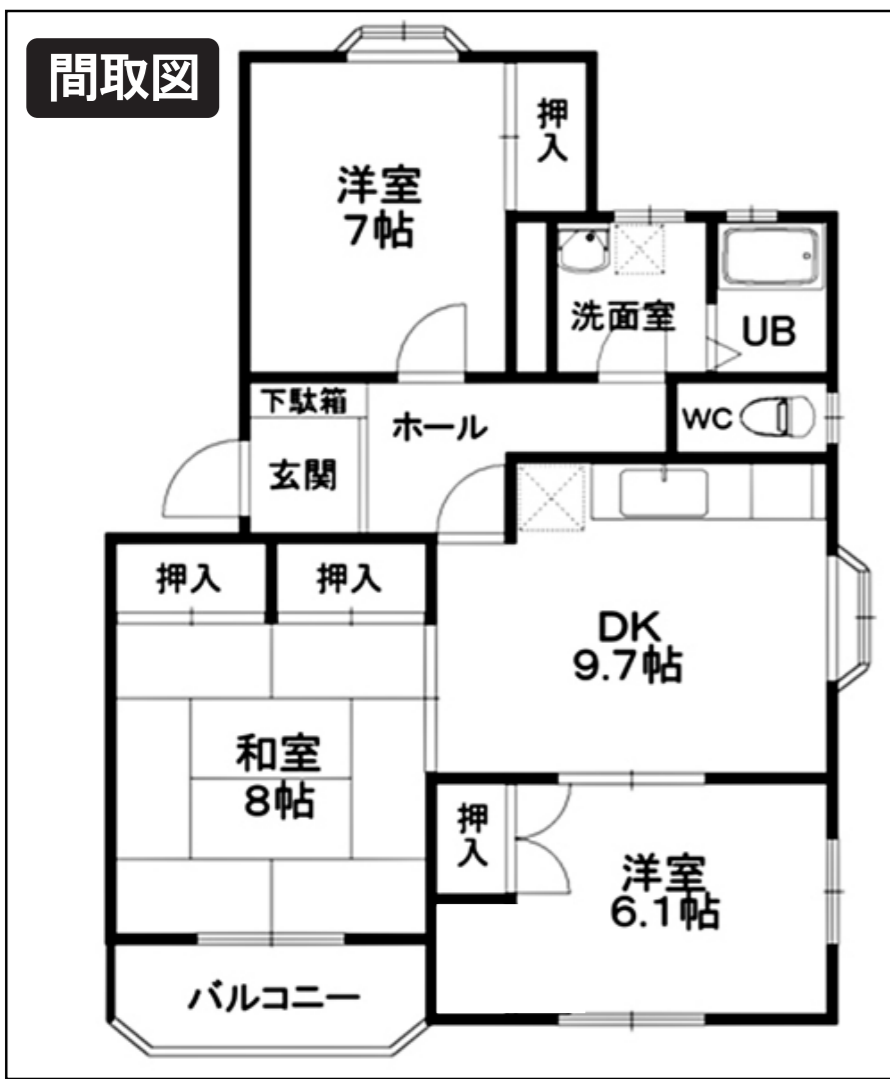 間取図
押
入
洋室
7帖
洗面室
UB
下駄箱
ホール
WC
玄関
押入
押入
DK
9.7帖
和室
8帖
押
入
洋室
6.1帖
バルコニー